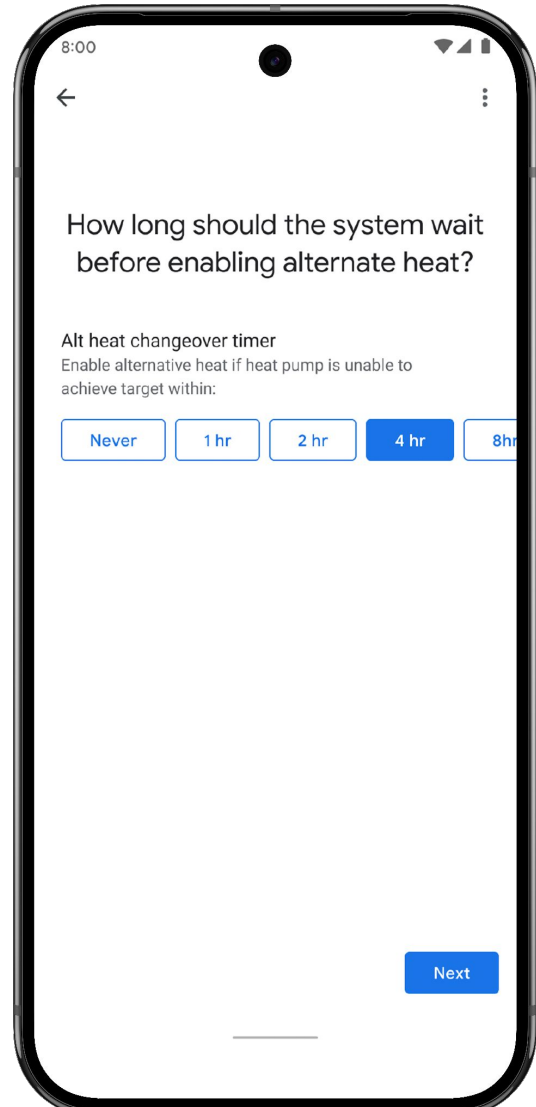 8:00
How long should the system wait
before enabling alternate heat?
Alt heat changeover timer
Enable alternative heat if heat pump is unable to
achieve target within:
Never 1 hr 2 hr 4 hr 8hr
Next